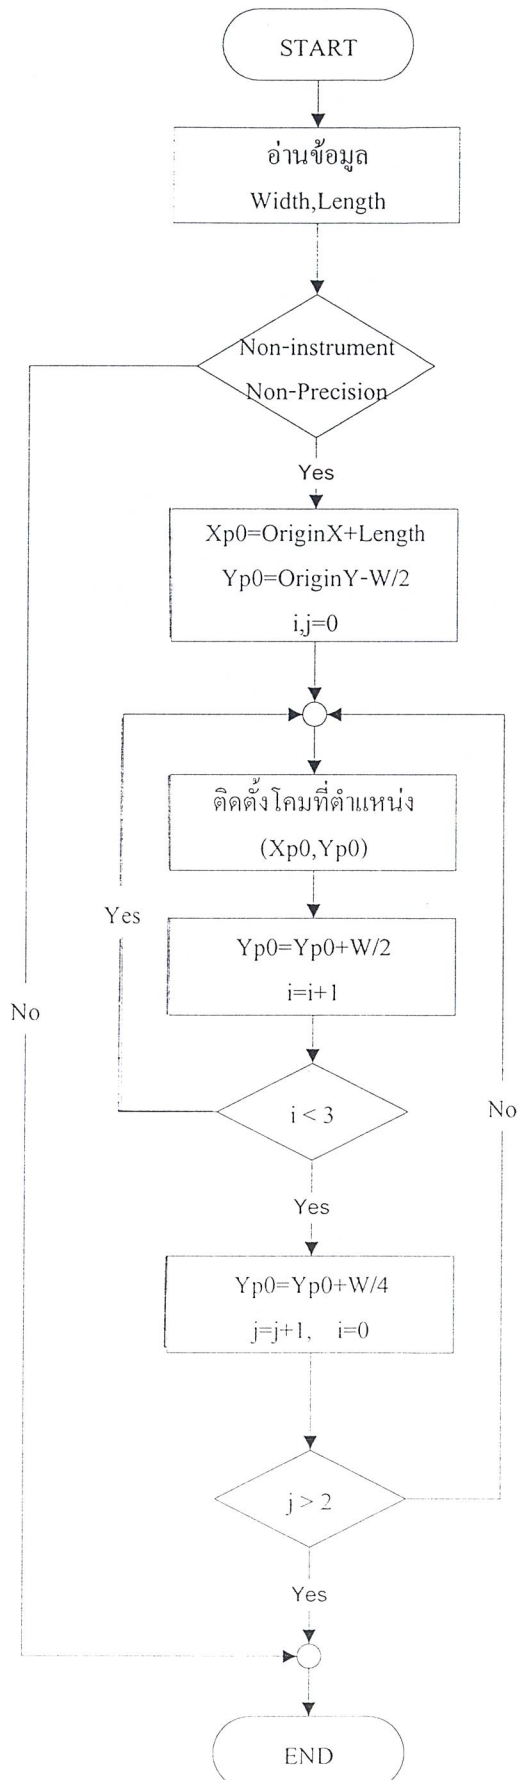 START
อ่านข้อมูล
Width,Length
Non-instrument
Non-Precision
Yes
Xp0=OriginX+Length
Yp0=OriginY-W/2
i,j=0
ติดตั้งโคมที่ตำแหน่ง
(Xp0,Yp0)
Yes
Yp0=Yp0+W/2
i=i+1
No
i < 3
No
Yes
Yp0=Yp0+W/4
j=j+1, i=0
j > 2
Yes
END